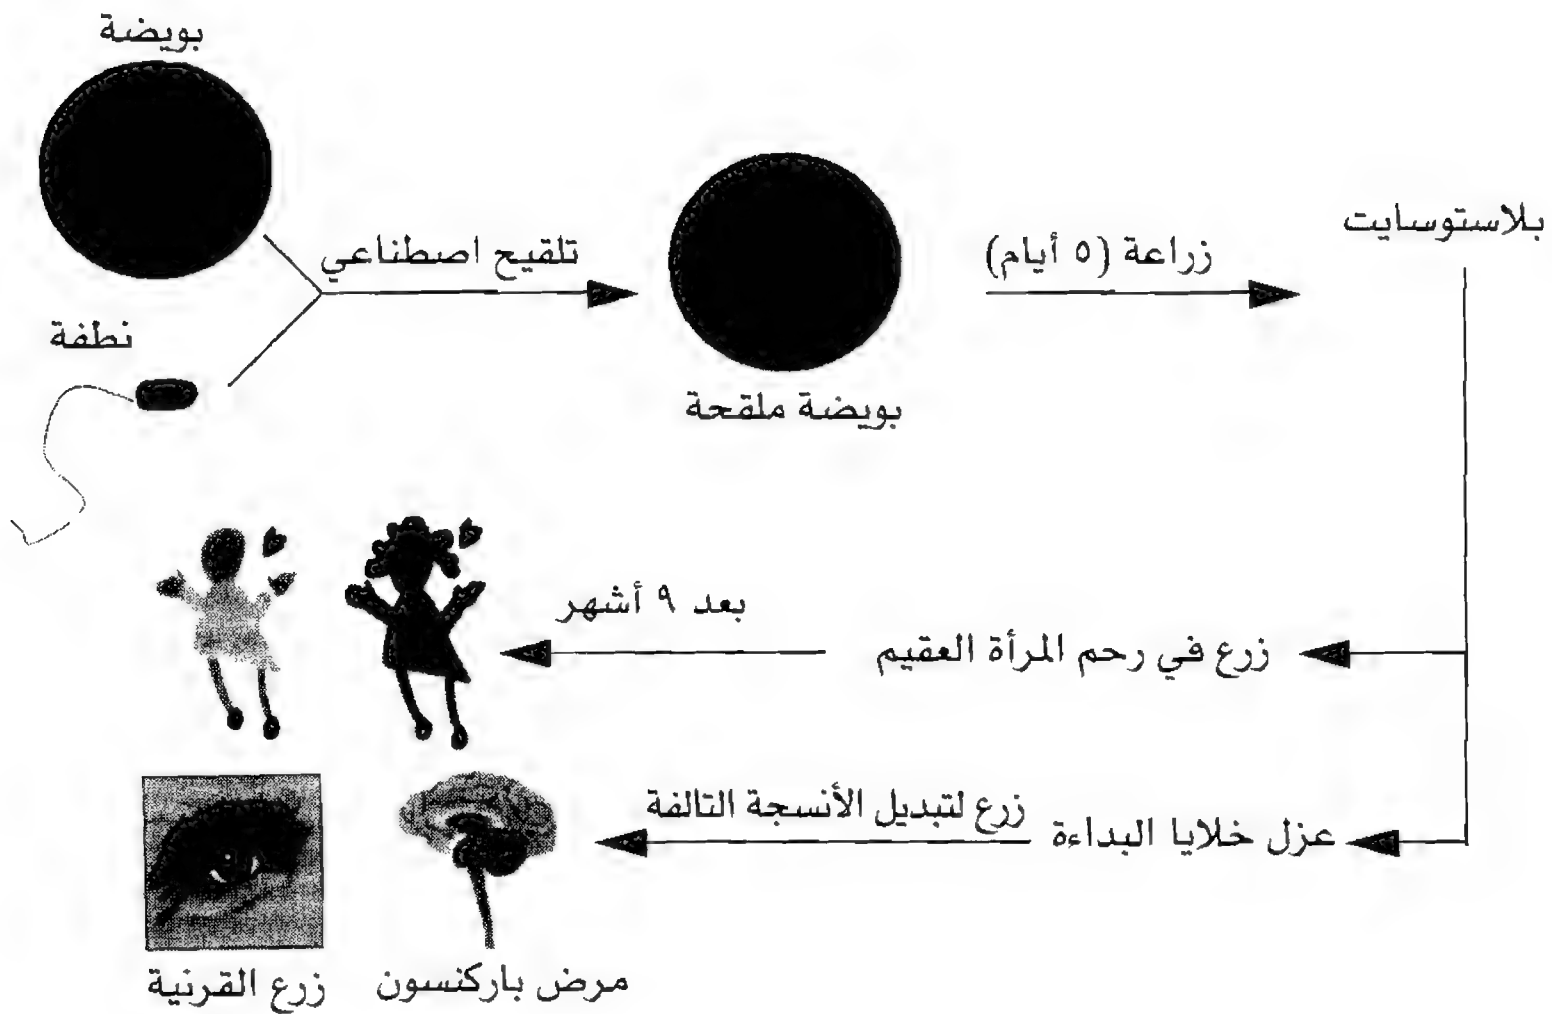 بويضة
نطفة
تلقيح اصطناعي
بويضة ملقحة
زراعة (٥ أيام)
بلاستوسايت
زرع في رحم المرأة العقيم
بعد ٩ أشهر
عزل خلايا البداءة
زرع لتبديل الأنسجة التالفة
مرض باركنسون
زرع القرنية